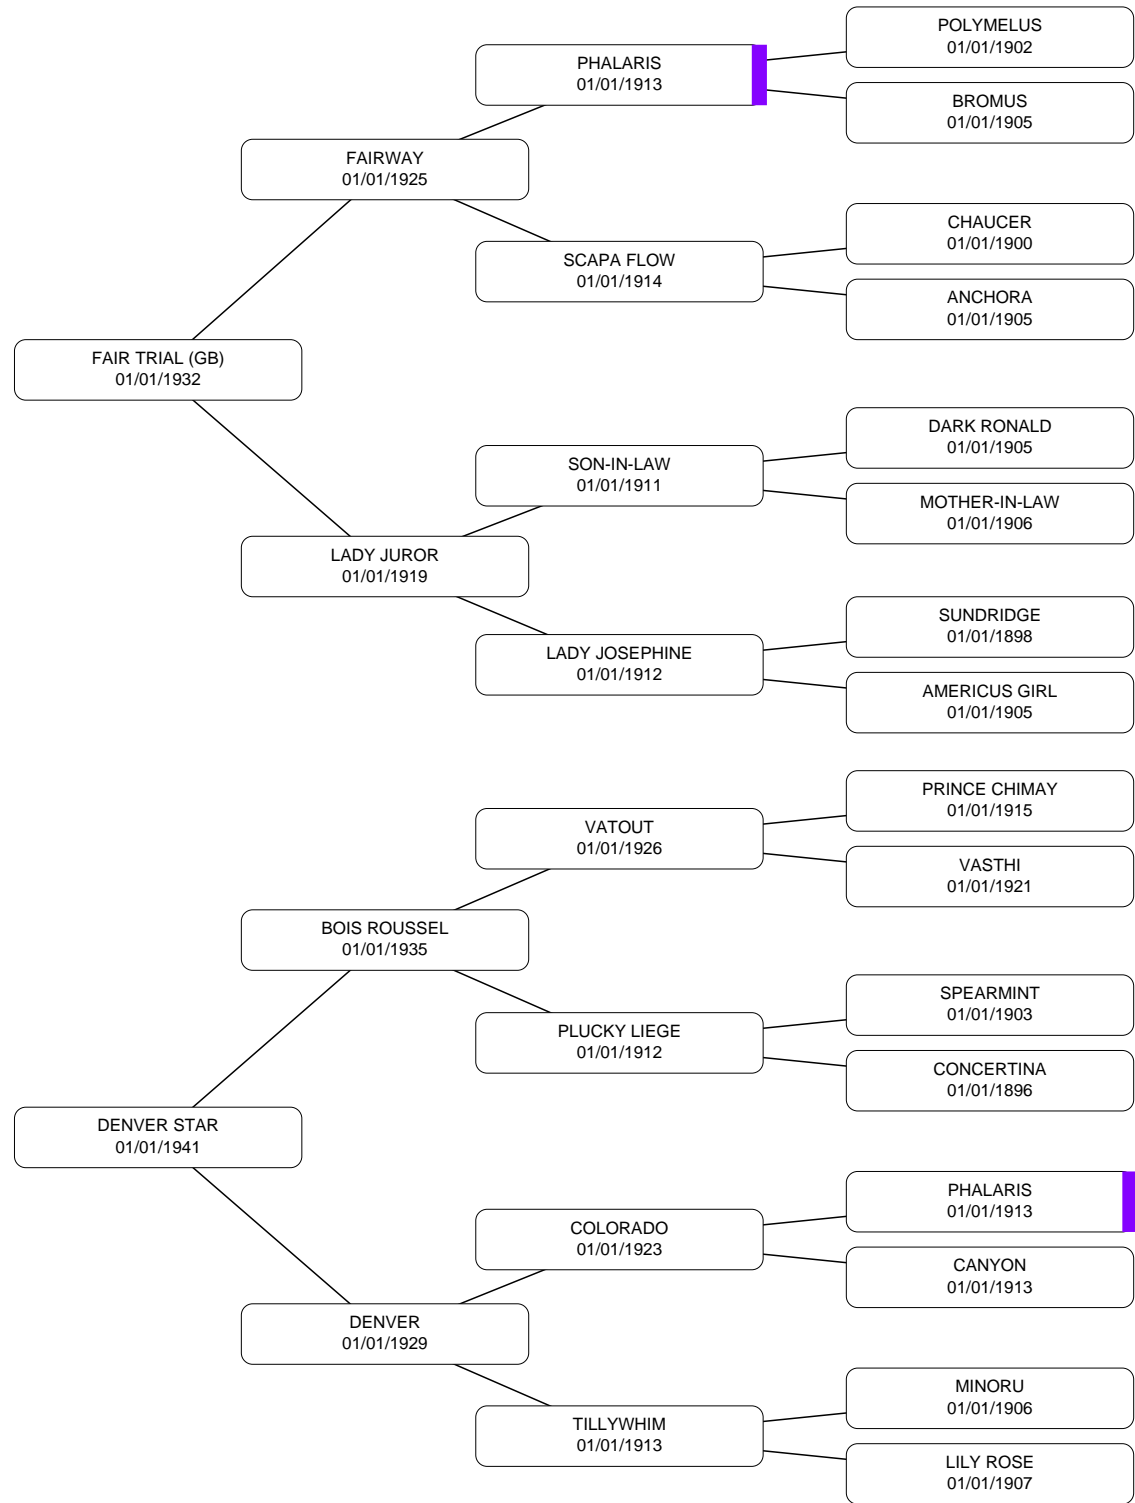 POLYMELUS
01/01/1902
PHALARIS
01/01/1913
BROMUS
01/01/1905
FAIRWAY
01/01/1925
CHAUCER
01/01/1900
SCAPA FLOW
01/01/1914
ANCHORA
01/01/1905
FAIR TRIAL (GB)
01/01/1932
DARK RONALD
01/01/1905
SON-IN-LAW
01/01/1911
MOTHER-IN-LAW
01/01/1906
LADY JUROR
01/01/1919
SUNDRIDGE
01/01/1898
LADY JOSEPHINE
01/01/1912
AMERICUS GIRL
01/01/1905
PRINCE CHIMAY
01/01/1915
VATOUT
01/01/1926
VASTHI
01/01/1921
BOIS ROUSSEL
01/01/1935
SPEARMINT
01/01/1903
PLUCKY LIEGE
01/01/1912
CONCERTINA
01/01/1896
DENVER STAR
01/01/1941
PHALARIS
01/01/1913
COLORADO
01/01/1923
CANYON
01/01/1913
DENVER
01/01/1929
MINORU
01/01/1906
TILLYWHIM
01/01/1913
LILY ROSE
01/01/1907